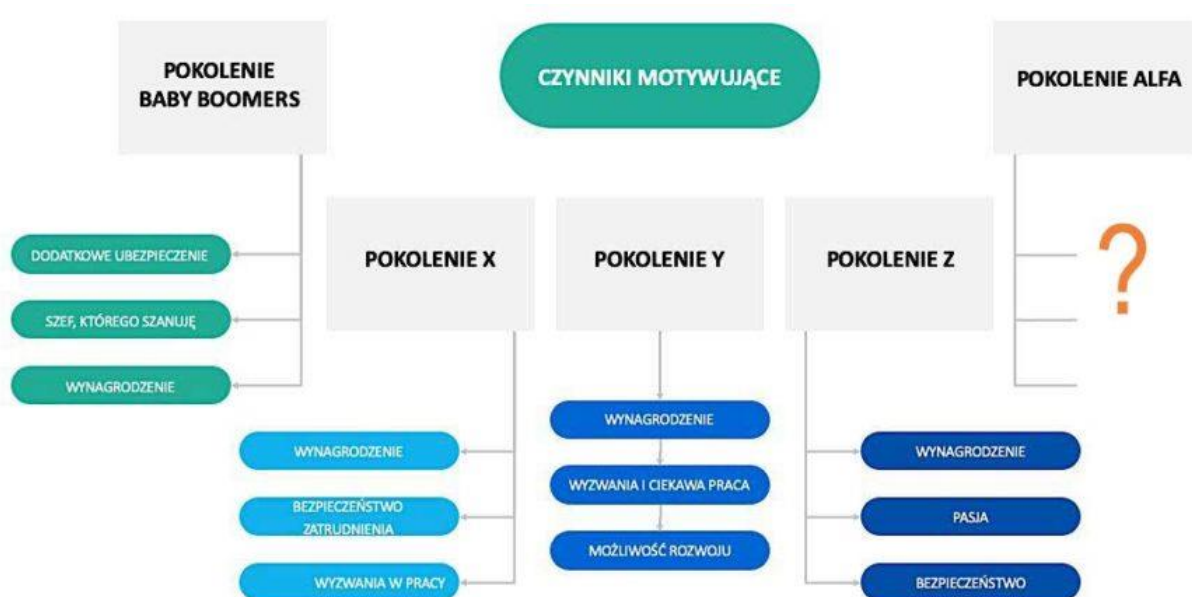 POKOLENIE
BABY BOOMERS
CZYNNIKI MOTYWUJĄCE
POKOLENIE ALFA
DODATKOWE UBEZPIECZENIE
SZEF, KTÓREGO SZANUJĘ
WYNAGRODZENIE
POKOLENIE X
WYNAGRODZENIE
BEZPIECZEŃSTWO
ZATRUDNIENIA
WYZWANIA W PRACY
POKOLENIE Y
WYNAGRODZENIE
WYZWANIA I CIEKAWA PRACA
MOŻLIWOŚĆ ROZWOJU
POKOLENIE Z
WYNAGRODZENIE
PASJA
BEZPIECZEŃSTWO
?